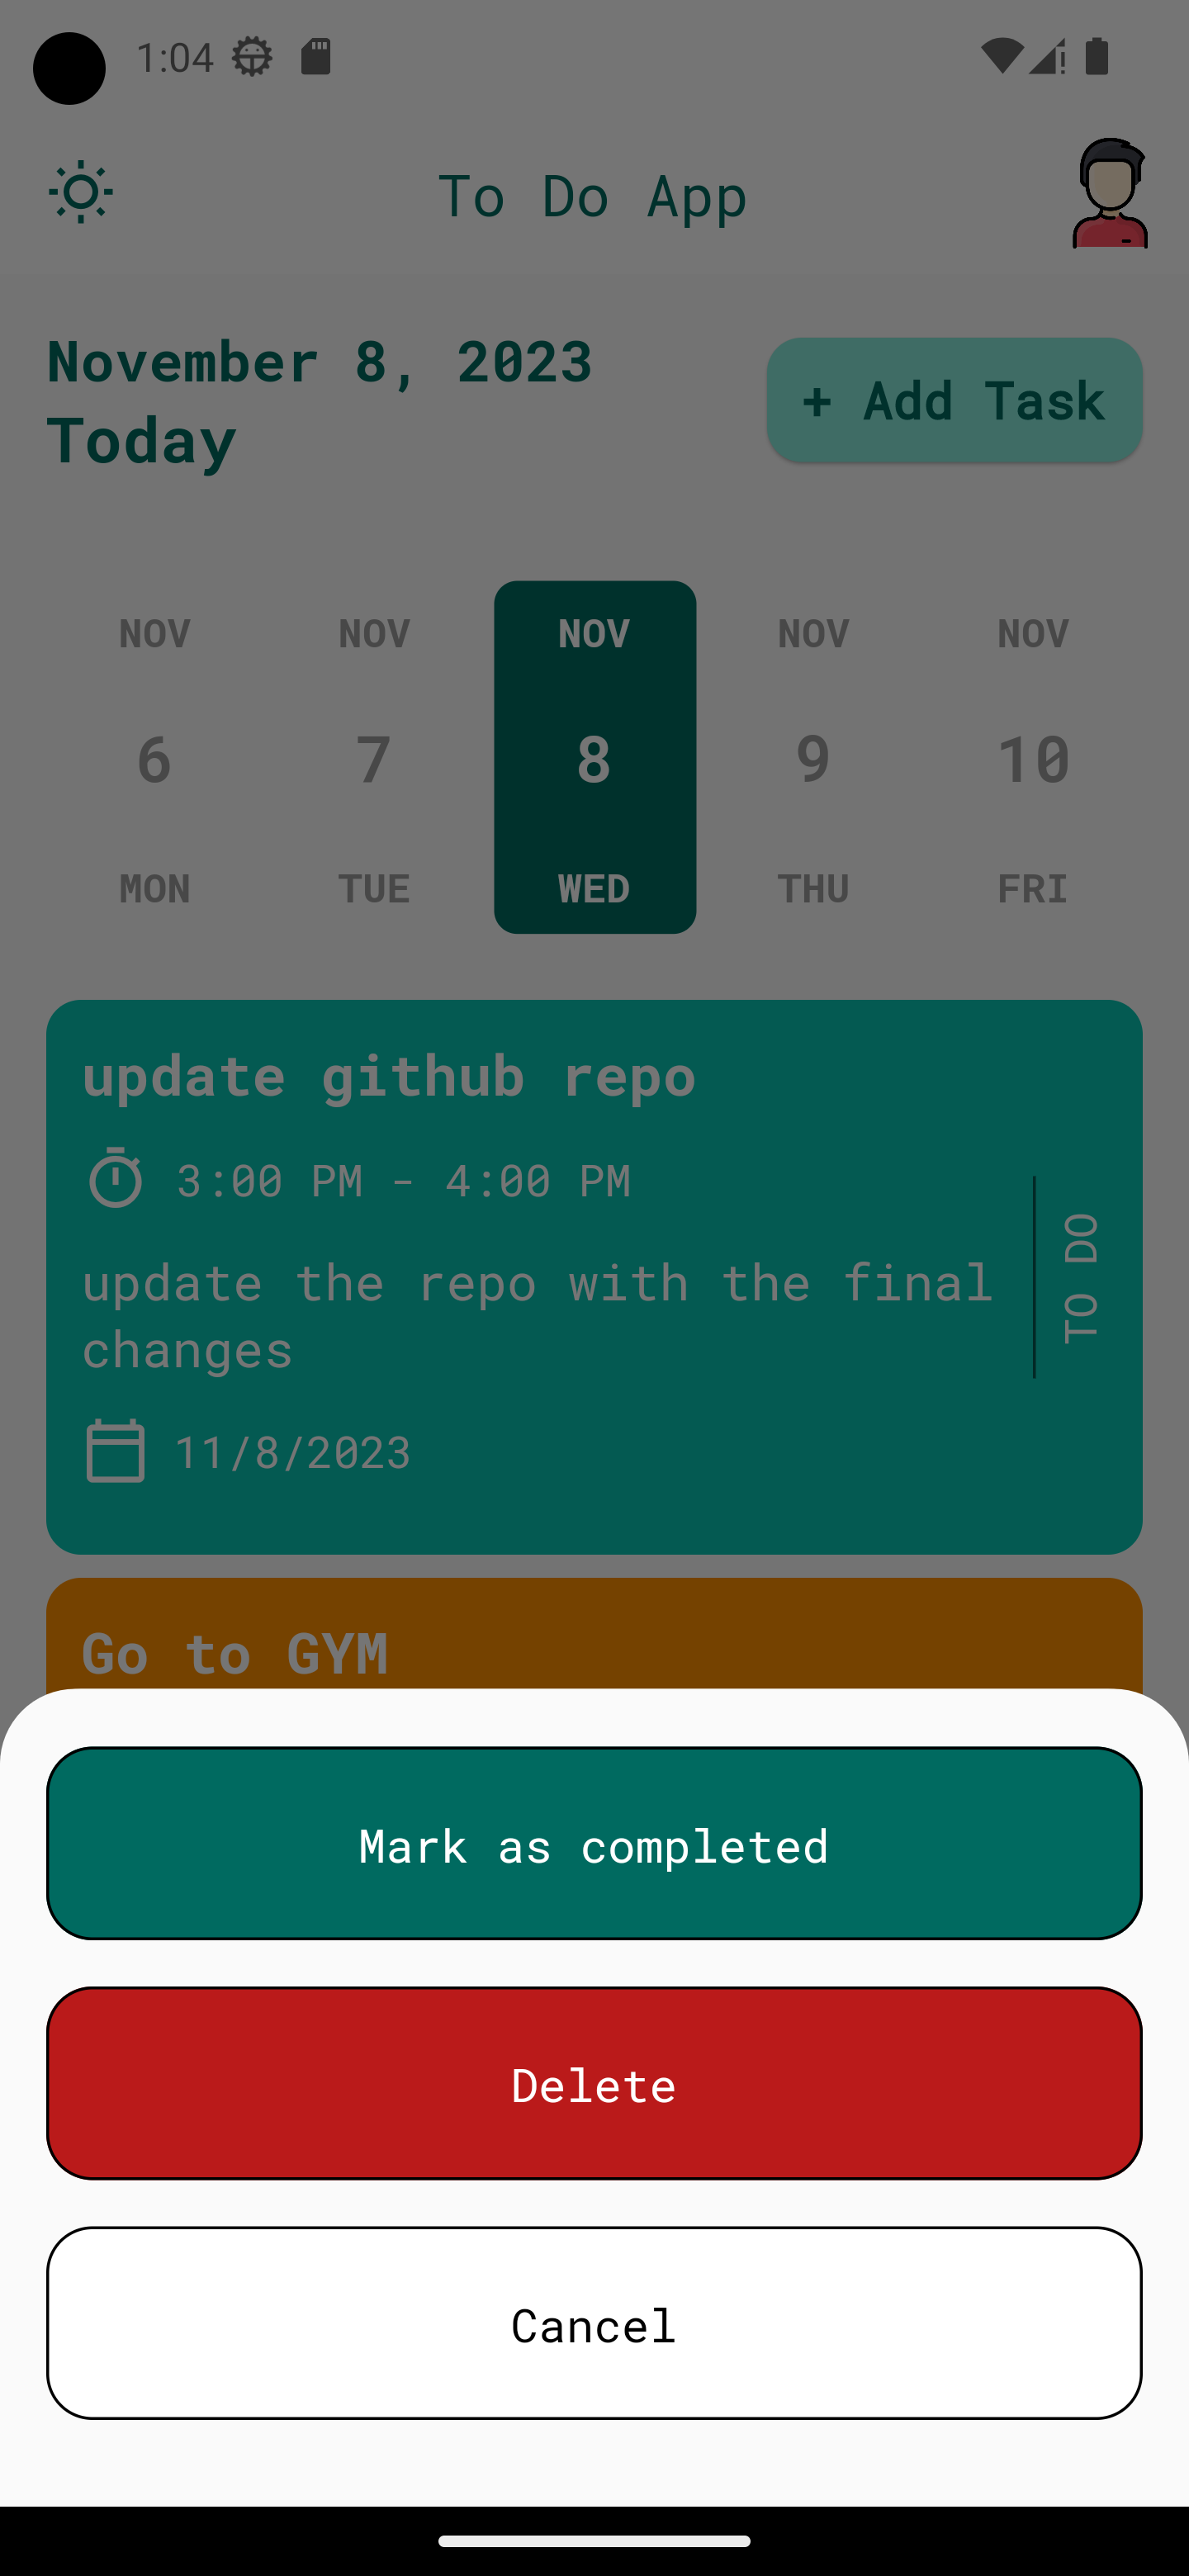 1:04
To Do App
November 8, 2023
Today
+ Add Task
NOV NOV NOV NOV NOV
6 7 8 9 10
MON TUE WED THU FRI
update github repo
3:00 PM - 4:00 PM
update the repo with the final
changes
TO DO
11/8/2023
Go to GYM
Mark as completed
Delete
Cancel